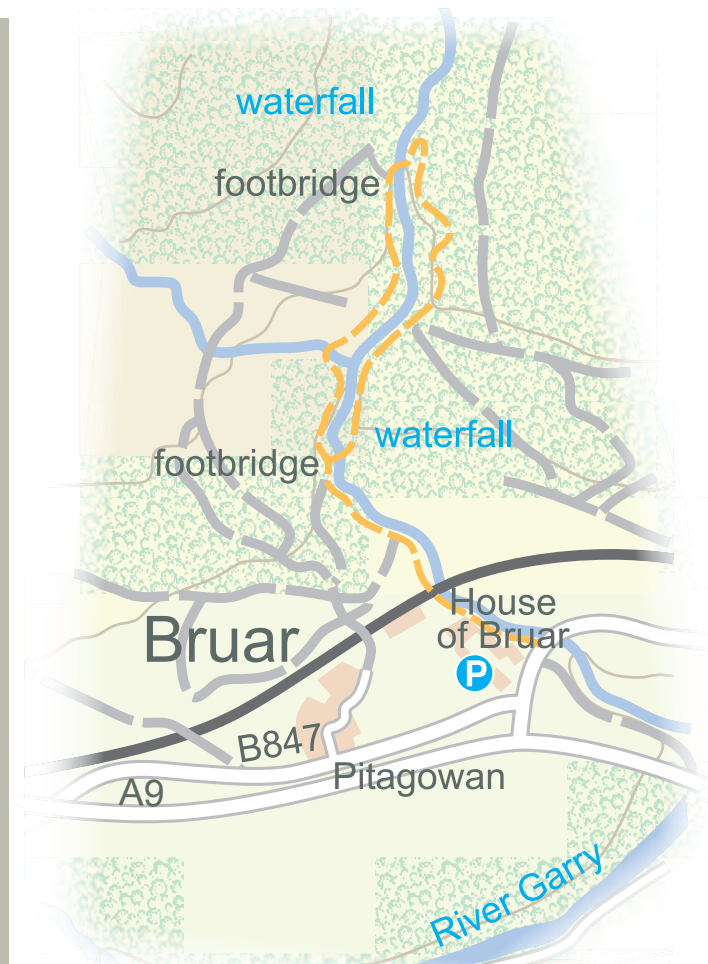 waterfall
footbridge
waterfall
footbridge
House
of Bruar
Bruar
P
B847
Pitagowan
A9
River Garry